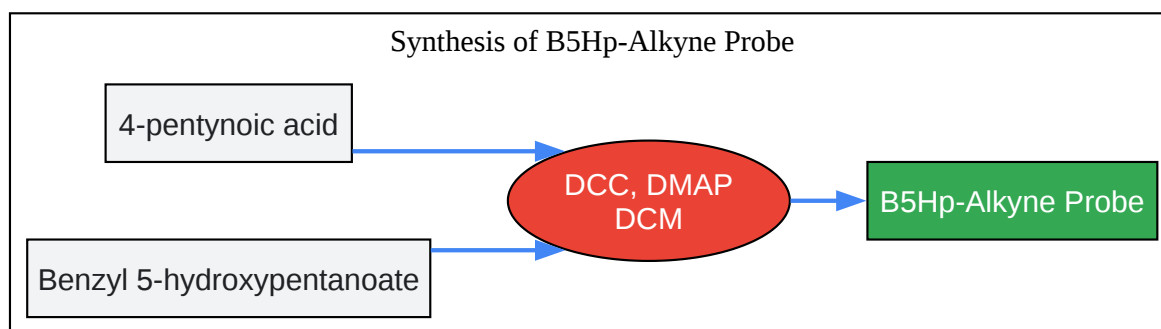 Synthesis of B5Hp-Alkyne Probe
4-pentynoic acid
Benzyl 5-hydroxypentanoate
DCC, DMAP
DCM
B5Hp-Alkyne Probe